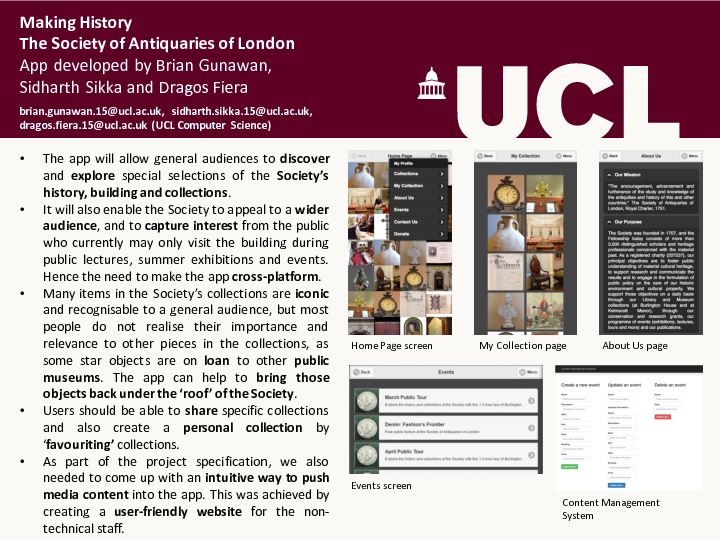 Making History
The Society of Antiquaries of London
App developed by Brian Gunawan,
Sidharth Sikka and Dragos Fiera
brian.gunawan.15@ucl.ac.uk, sidharth.sikka.15@ucl.ac.uk,
dragos.fiera.15@ucl.ac.uk (UCL Computer Science)
UCL
• The app will allow general audiences to discover
and explore special selections of the Society's
history, building and collections.
• It will also enable the Society to appeal to a wider
audience, and to capture interest from the public
who currently may only visit the building during
public lectures, summer exhibitions and events.
Hence the need to make the app cross-platform.
• Many items in the Society's collections are iconic
and recognisable to a general audience, but most
people do not realise their importance and
relevance to other pieces in the collections, as
some star objects are on loan to other public
museums. The app can help to bring those
objects back under the 'roof' of the Society.
• Users should be able to share specific collections
and also create a personal collection by
'favouriting' collections.
• As part of the project specification, we also
needed to come up with an intuitive way to push
media content into the app. This was achieved by
creating a user-friendly website for the non-
technical staff.
Home Page
Menu
My Profile
Collections
My Collection
About Us
Events
Contact Us
Donate
Home Page screen
Back
My Collection
Menu
My Collection page
Back
About Us
Menu
Our Mission
"The encouragement, advancement and
furtherance of the study and knowledge of
the antiquities and history of this and other
countries." The Society of Antiquaries of
London, Royal Charter, 1751.
Our Purpose
The Society was founded in 1707, and the
Fellowship today consists of more than
3,000 distinguished scholars and heritage
professionals concerned with the material
past. As a registered charity (207237), our
principal objectives are to foster public
understanding of material cultural heritage,
to support research and communicate the
results and to engage in the formulation of
public policy on the care of our historic
environment and cultural property. We
support those objectives on a daily basis
through our Library and Museum
collections (at Burlington House and at
Kelmscott Manor), through our
conservation and research grants, our
programme of events (exhibitions, lectures,
tours and more) and our publications.
About Us page
Back
Events
Menu
March Public Tour
Explore the history and collections of the Society with this 1.5 hour tour of Burlington...
Denim: Fashion's Frontier
Free public lecture at the Society of Antiquaries of London
April Public Tour
Explore the history and collections of the Society with this 1.5 hour tour of Burlington...
Events screen
Content Management System
Create a new event
Update an event
Delete an event
Content Management
System